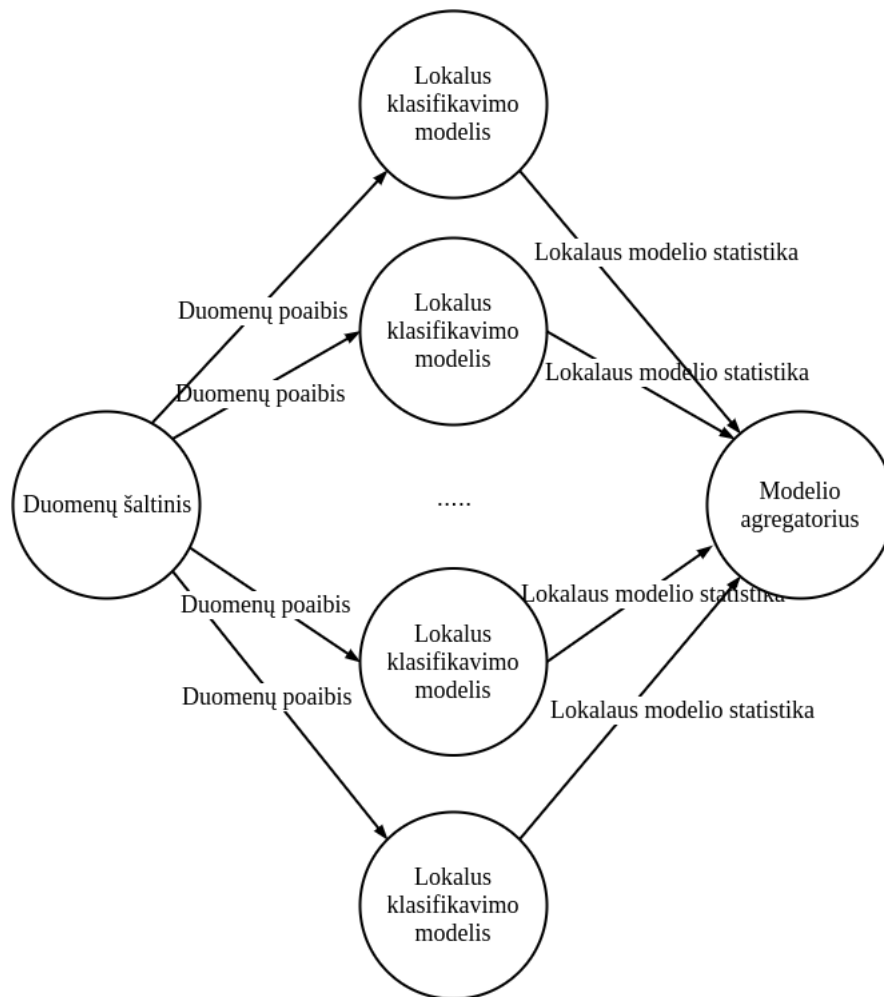 Lokalus
klasifikavimo
modelis
Lokalaus modelio statistika
Duomenų poaibis
Lokalus
klasifikavimo
modelis
Lokalaus modelio statistika
Duomenų poaibis
Duomenų šaltinis
.....
Modelio
agregatorius
Duomenų poaibis
Lokalus
klasifikavimo
modelis
Lokalaus modelio statistika
Duomenų poaibis
Lokalaus modelio statistika
Lokalus
klasifikavimo
modelis